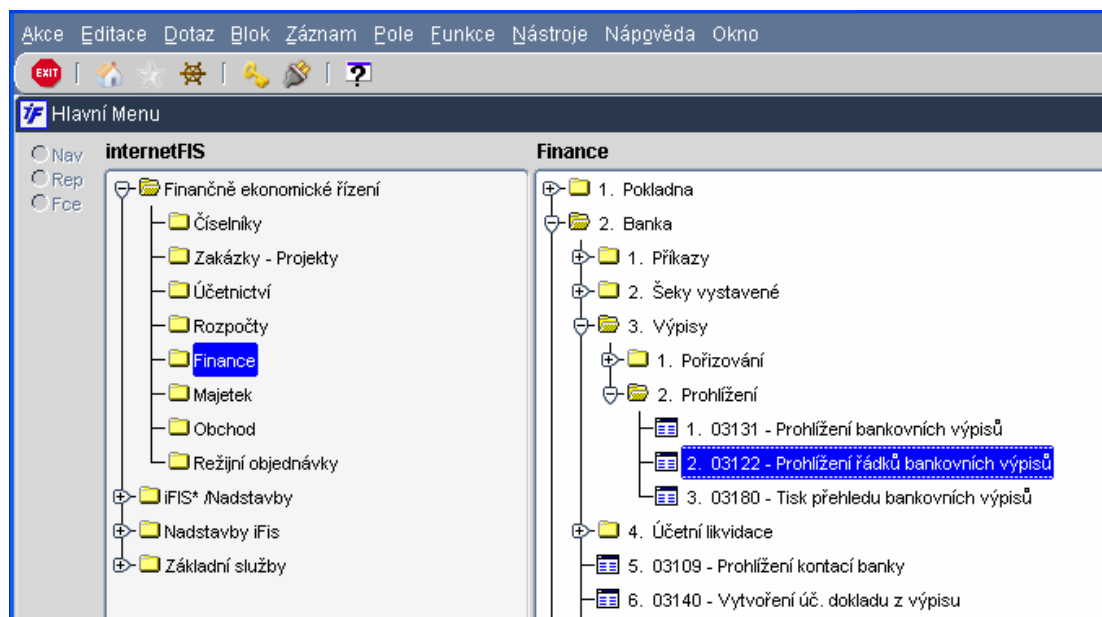 Akce Editace Dotaz Blok Záznam Pole Funkce Nástroje Nápověda Okno
EXIT ?
iF Hlavní Menu
Nav
Rep
Fce
internetFIS
Finančně ekonomické řízení
Číselníky
Zakázky - Projekty
Účetnictví
Rozpočty
Finance
Majetek
Obchod
Režijní objednávky
iFIS* /Nadstavby
Nadstavby iFis
Základní služby
Finance
1. Pokladna
2. Banka
1. Příkazy
2. Šeky vystavené
3. Výpisy
1. Pořizování
2. Prohlížení
1. 03131 - Prohlížení bankovních výpisů
2. 03122 - Prohlížení řádků bankovních výpisů
3. 03180 - Tisk přehledu bankovních výpisů
4. Účetní likvidace
5. 03109 - Prohlížení kontací banky
6. 03140 - Vytvoření úč. dokladu z výpisu